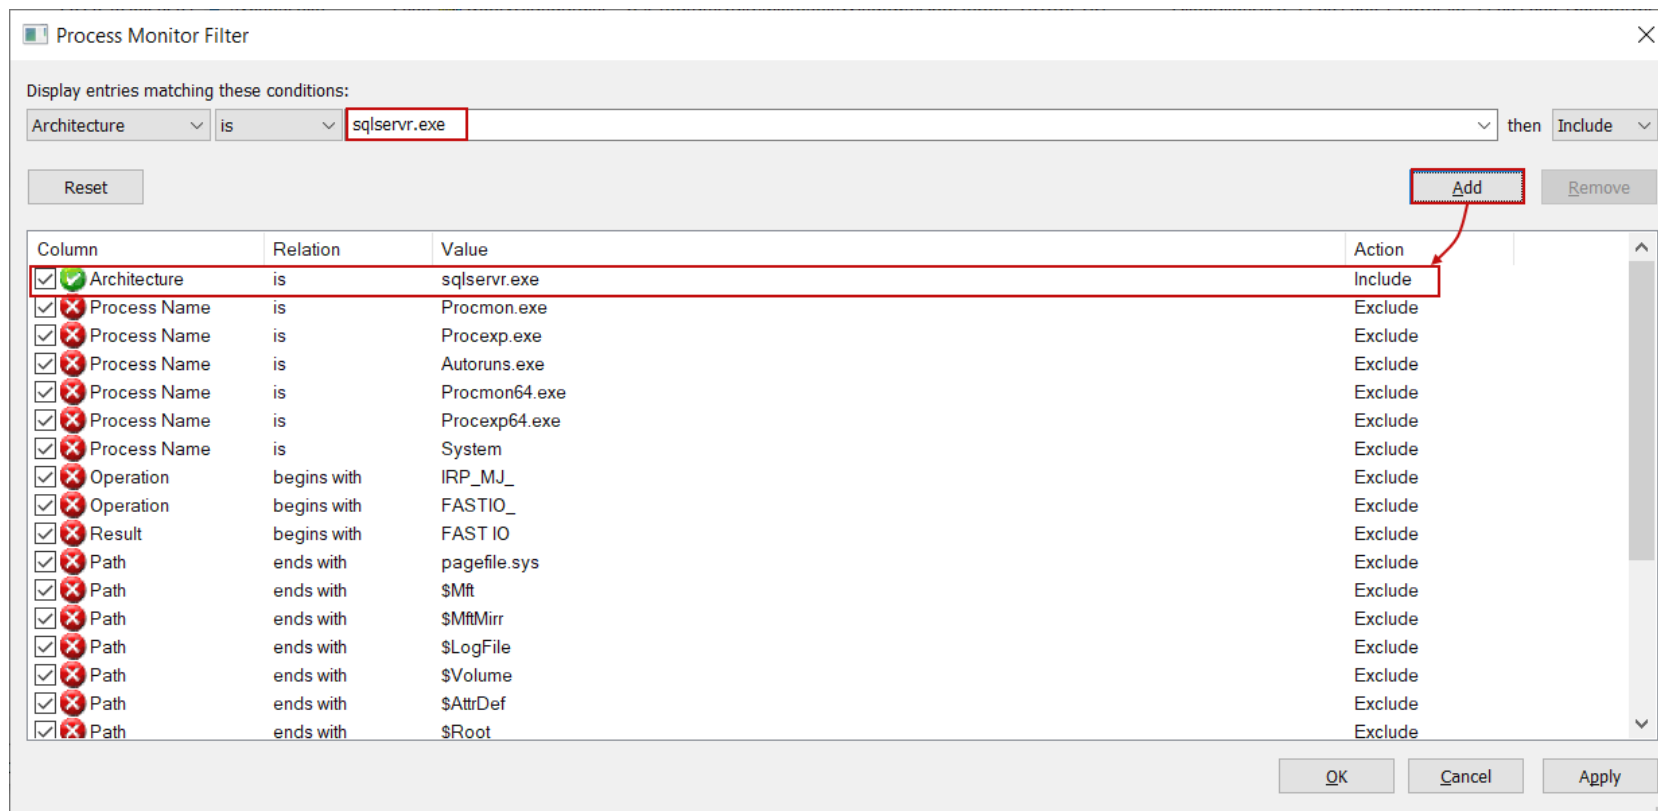 Process Monitor Filter
Display entries matching these conditions:
Architecture is sqlservr.exe then Include
Reset Add Remove
Column Relation Value Action
Architecture is sqlservr.exe Include
Process Name is Procmon.exe Exclude
Process Name is Procexp.exe Exclude
Process Name is Autoruns.exe Exclude
Process Name is Procmon64.exe Exclude
Process Name is Procexp64.exe Exclude
Process Name is System Exclude
Operation begins with IRP_MJ_ Exclude
Operation begins with FASTIO_ Exclude
Result begins with FAST IO Exclude
Path ends with pagefile.sys Exclude
Path ends with $Mft Exclude
Path ends with $MftMirr Exclude
Path ends with $LogFile Exclude
Path ends with $Volume Exclude
Path ends with $AttrDef Exclude
Path ends with $Root Exclude
OK Cancel Apply